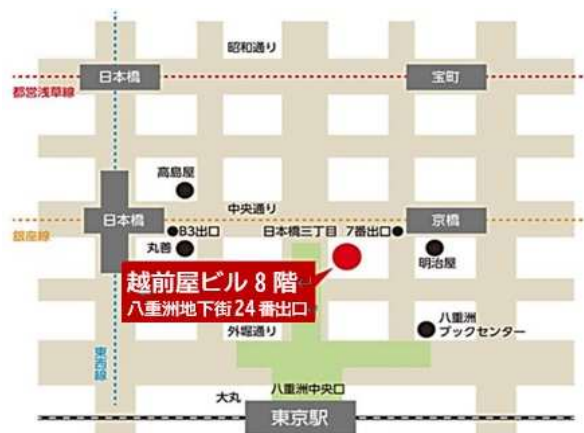 昭和通り
日本橋
宝町
都営浅草線
高島屋
中央通り
日本橋
B3出口
日本橋三丁目 7番出口
京橋
銀座線
丸善
明治屋
越前屋ビル 8 階
八重洲地下街 24 番出口
外堀通り
八重洲
ブックセンター
東西線
八重洲中央口
大丸
東京駅